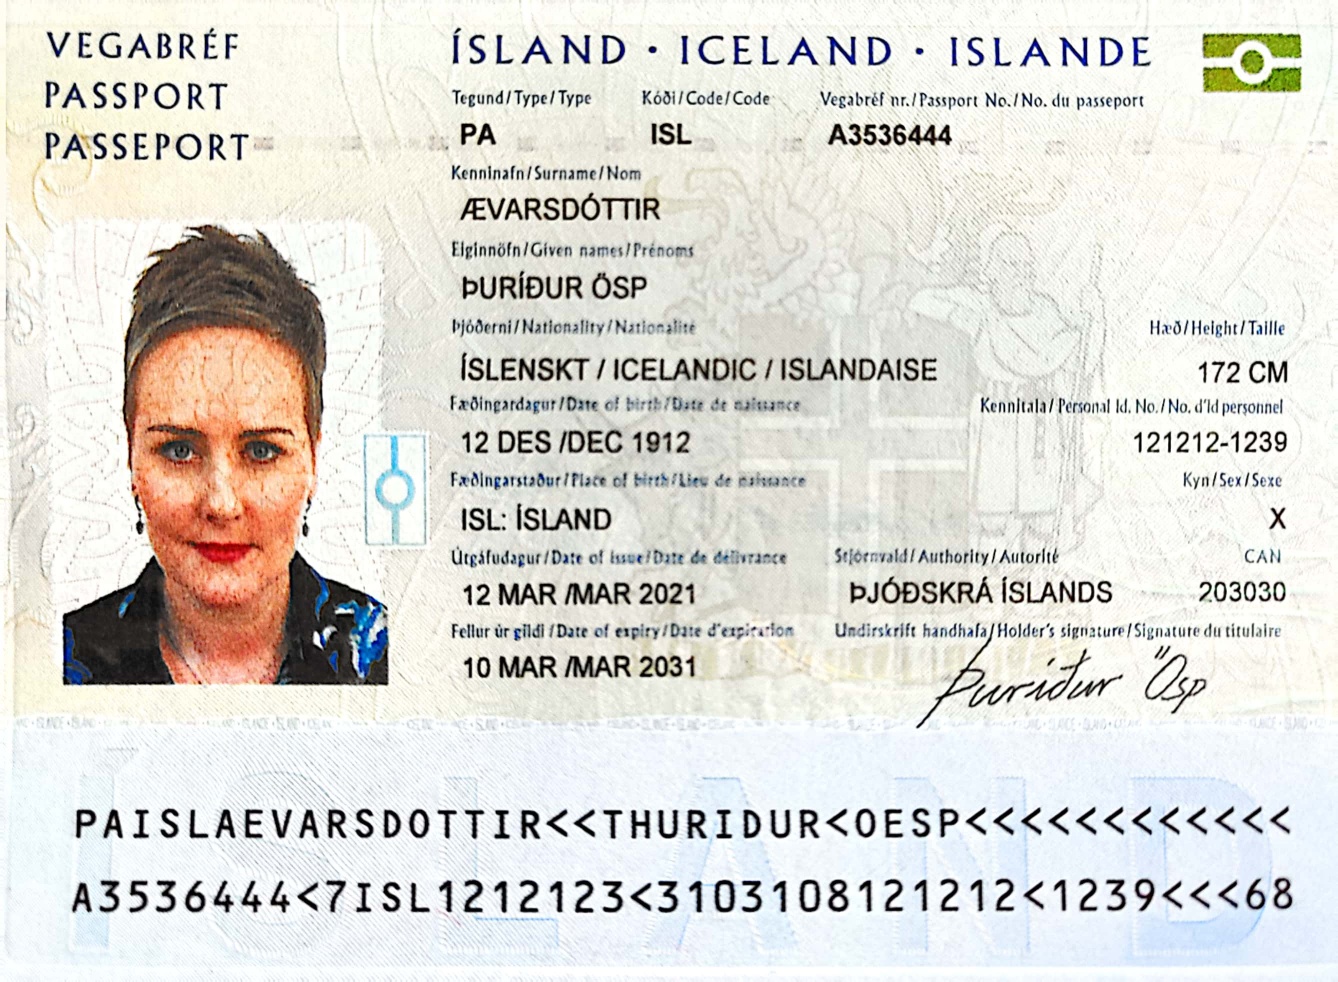 VEGABRÉF
PASSPORT
PASSEPORT
ÍSLAND · ICELAND · ISLANDE
Tegund/Type/Type Kóði/Code/Code Vegabréf nr./Passport No./No. du passeport
PA ISL A3536444
Kenninafn/Surname/Nom
ÆVARSDÓTTIR
Eiginnöfn/Given names/Prénoms
ÞURÍÐUR ÖSP
Þjóðerni/Nationality/Nationalité Hæð/Height/Taille
ÍSLENSKT / ICELANDIC / ISLANDAISE 172 CM
Fæðingardagur/Date of birth/Date de naissance Kennitala/Personal Id. No./No. d'Id personnel
12 DES /DEC 1912 121212-1239
Fæðingarstaður/Place of birth/Lieu de naissance Kyn/Sex/Sexe
ISL: ÍSLAND X
Útgáfudagur/Date of issue/Date de délivrance Stjórnvald/Authority/Autorité CAN
12 MAR /MAR 2021 ÞJÓÐSKRÁ ÍSLANDS 203030
Fellur úr gildi/Date of expiry/Date d'expiration Undirskrift handhafa/Holder's signature/Signature du titulaire
10 MAR /MAR 2031
Þuríður Ösp
ÍSLAND
PAISLAEVARSDOTTIR<<THURIDUR<OESP<<<<<<<<<<<<
A3536444<7ISL1212123<3103108121212<1239<<<68